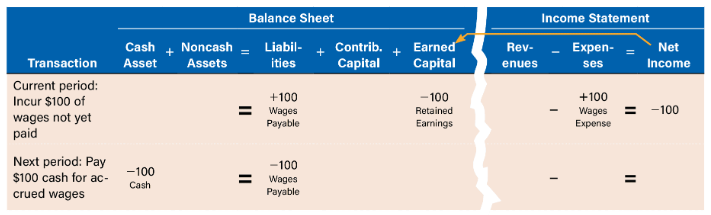 Balance Sheet Income Statement
Cash Noncash Liabil- Contrib. Earned Rev- Expen- Net
Transaction Asset + Assets = ities + Capital + Capital enues − ses = Income
Current period:
Incur $100 of
wages not yet
paid
= +100
Wages
Payable
−100
Retained
Earnings
− +100
Wages
Expense
= −100
Next period: Pay
$100 cash for ac-
crued wages
−100
Cash
= −100
Wages
Payable
− =